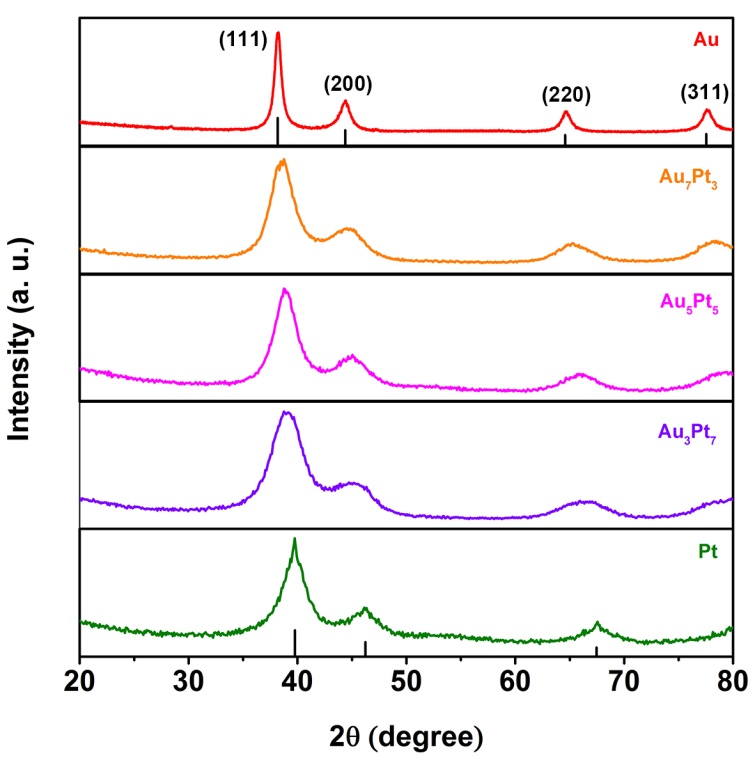 Au
(111)
(200)
(220)
(311)
Au₇Pt₃
Au₅Pt₅
Au₃Pt₇
Pt
Intensity (a. u.)
20 30 40 50 60 70 80
2θ (degree)